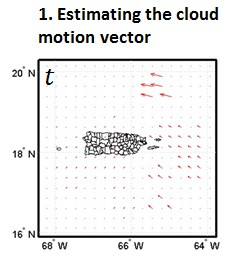 1. Estimating the cloud
motion vector
t
20° N
18° N
16° N
68° W 66° W 64° W